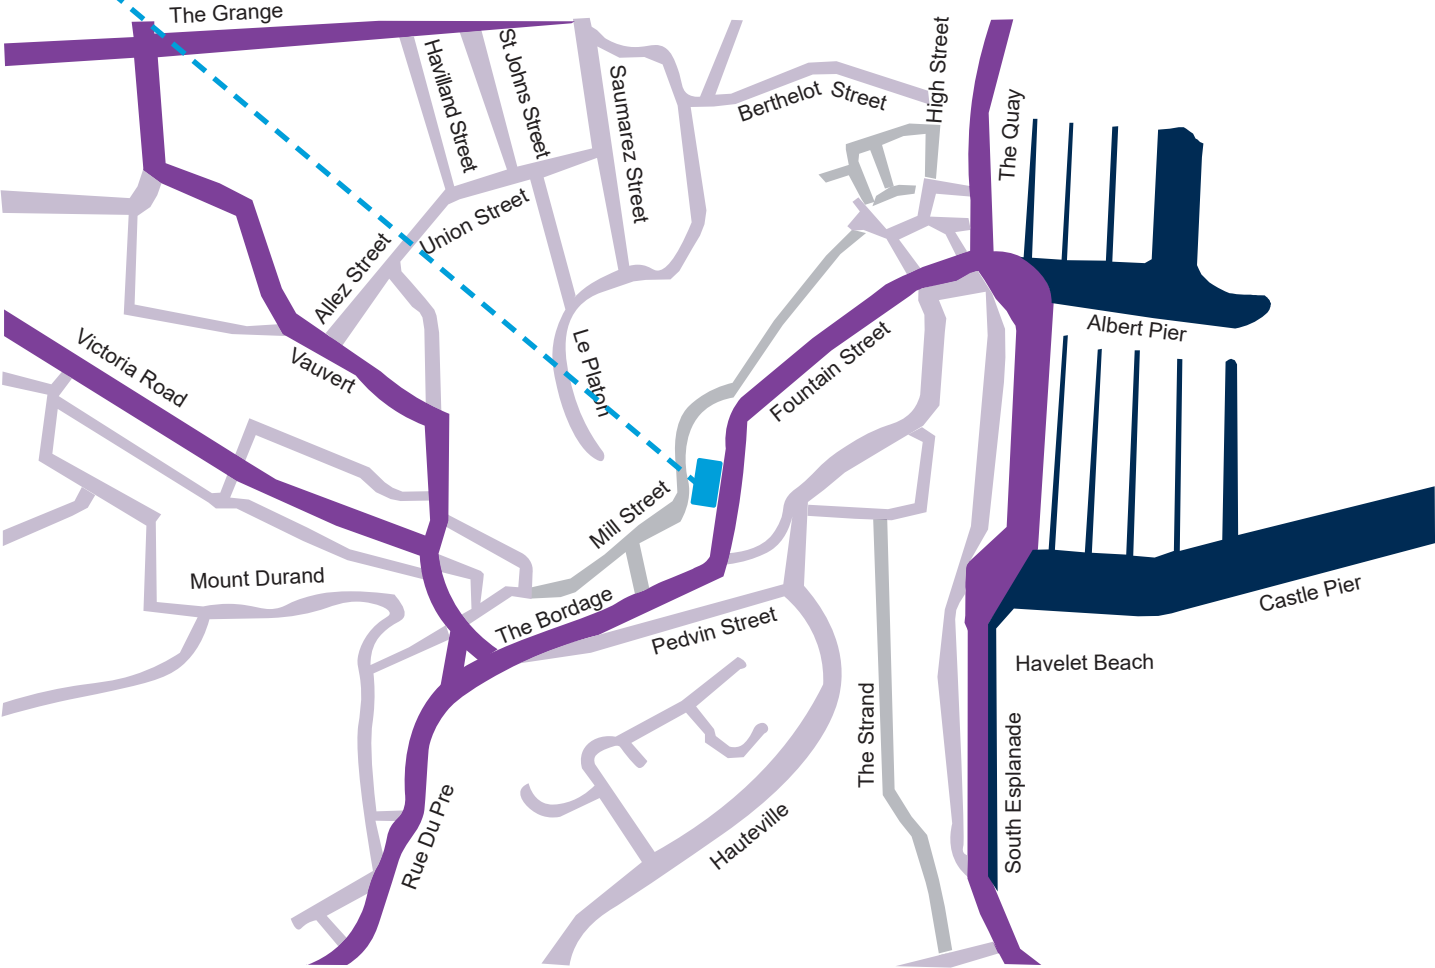 The Grange
Havilland Street
St Johns Street
Saumarez Street
Berthelot Street
High Street
The Quay
Union Street
Allez Street
Albert Pier
Victoria Road
Vauvert
Le Platon
Fountain Street
Mill Street
Mount Durand
The Bordage
Pedvin Street
Castle Pier
Havelet Beach
The Strand
South Esplanade
Rue Du Pre
Hauteville